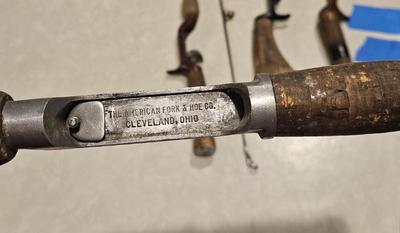 THE AMERICAN FORK & HOE CO.
CLEVELAND, OHIO